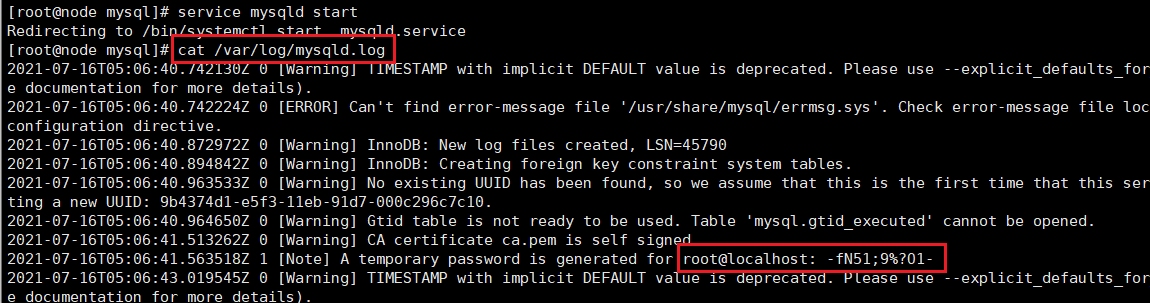 [root@node mysql]# service mysqld start
Redirecting to /bin/systemctl start  mysqld.service
[root@node mysql]# cat /var/log/mysqld.log
2021-07-16T05:06:40.742130Z 0 [Warning] TIMESTAMP with implicit DEFAULT value is deprecated. Please use --explicit_defaults_for
e documentation for more details).
2021-07-16T05:06:40.742224Z 0 [ERROR] Can't find error-message file '/usr/share/mysql/errmsg.sys'. Check error-message file loc
configuration directive.
2021-07-16T05:06:40.872972Z 0 [Warning] InnoDB: New log files created, LSN=45790
2021-07-16T05:06:40.894842Z 0 [Warning] InnoDB: Creating foreign key constraint system tables.
2021-07-16T05:06:40.963533Z 0 [Warning] No existing UUID has been found, so we assume that this is the first time that this ser
ting a new UUID: 9b4374d1-e5f3-11eb-91d7-000c296c7c10.
2021-07-16T05:06:40.964650Z 0 [Warning] Gtid table is not ready to be used. Table 'mysql.gtid_executed' cannot be opened.
2021-07-16T05:06:41.513262Z 0 [Warning] CA certificate ca.pem is self signed
2021-07-16T05:06:41.563518Z 1 [Note] A temporary password is generated for root@localhost: -fN51;9%?O1-
2021-07-16T05:06:43.019545Z 0 [Warning] TIMESTAMP with implicit DEFAULT value is deprecated. Please use --explicit_defaults_for
e documentation for more details).